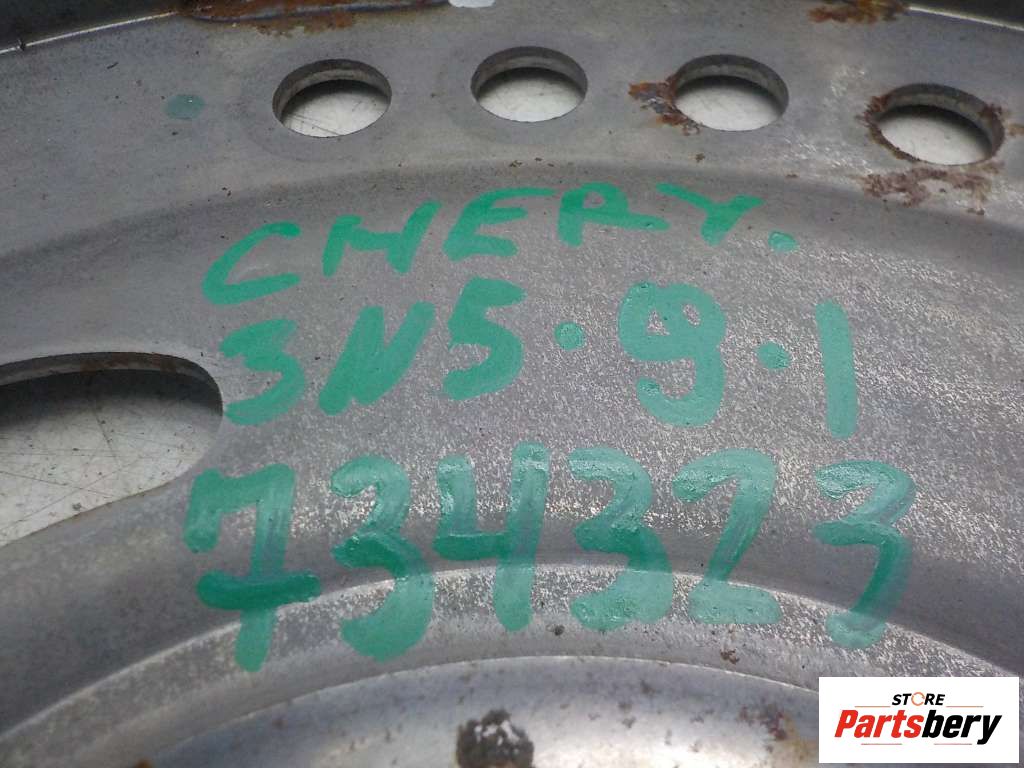 CHERY.
3N5.9.1
734323
STORE
Partsbery